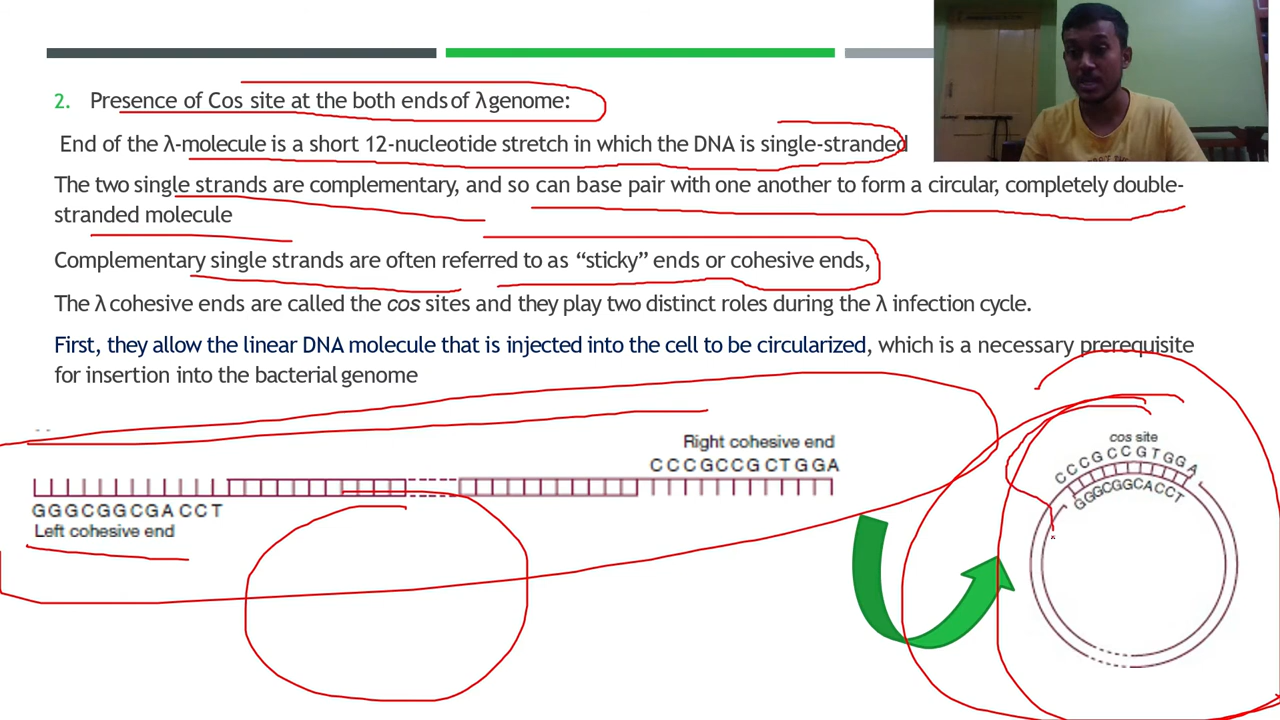 2. Presence of Cos site at the both ends of λ genome:
End of the λ-molecule is a short 12-nucleotide stretch in which the DNA is single-stranded
The two single strands are complementary, and so can base pair with one another to form a circular, completely double-
stranded molecule
Complementary single strands are often referred to as “sticky” ends or cohesive ends,
The λ cohesive ends are called the cos sites and they play two distinct roles during the λ infection cycle.
First, they allow the linear DNA molecule that is injected into the cell to be circularized, which is a necessary prerequisite
for insertion into the bacterial genome
Right cohesive end
CCCGCCGCTGGA
GGGCGGCGACCT
Left cohesive end
cos site
CCCGCCGTGGA
GGGCGGCACCT